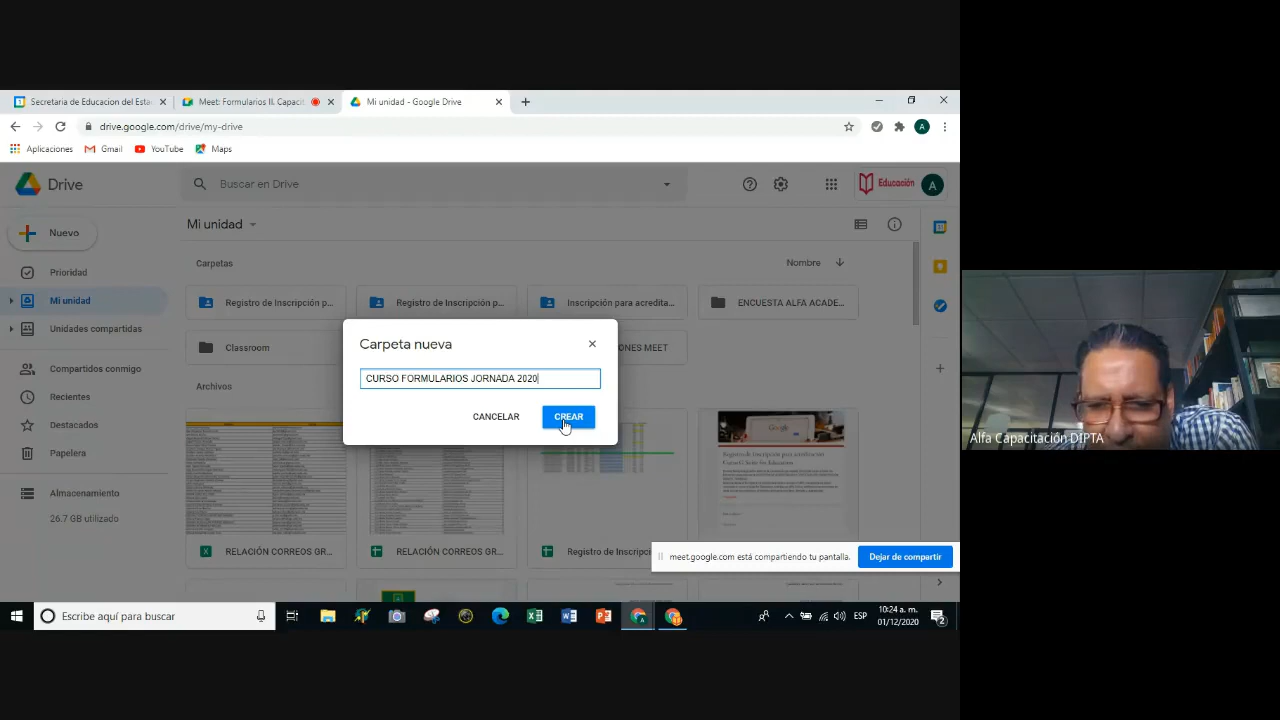 Secretaria de Educacion del Esta
Meet: Formularios II. Capacit
Mi unidad - Google Drive
drive.google.com/drive/my-drive
A
Aplicaciones
Gmail
YouTube
Maps
Drive
Buscar en Drive
Educación
A
Nuevo
Mi unidad
Prioridad
Carpetas
Nombre
Mi unidad
Registro de Inscripción p...
Registro de Inscripción p...
Inscripción para acredita...
ENCUESTA ALFA ACADE...
Unidades compartidas
Classroom
ONES MEET
Carpeta nueva
Compartidos conmigo
Archivos
CURSO FORMULARIOS JORNADA 2020
Recientes
CANCELAR
CREAR
Destacados
Papelera
Google
Almacenamiento
26.7 GB utilizado
RELACIÓN CORREOS GR...
RELACIÓN CORREOS GR...
Registro de Inscripció
meet.google.com está compartiendo tu pantalla.
Dejar de compartir
Escribe aquí para buscar
ESP
10:24 a. m.
01/12/2020
2
Alfa Capacitación DIPTA